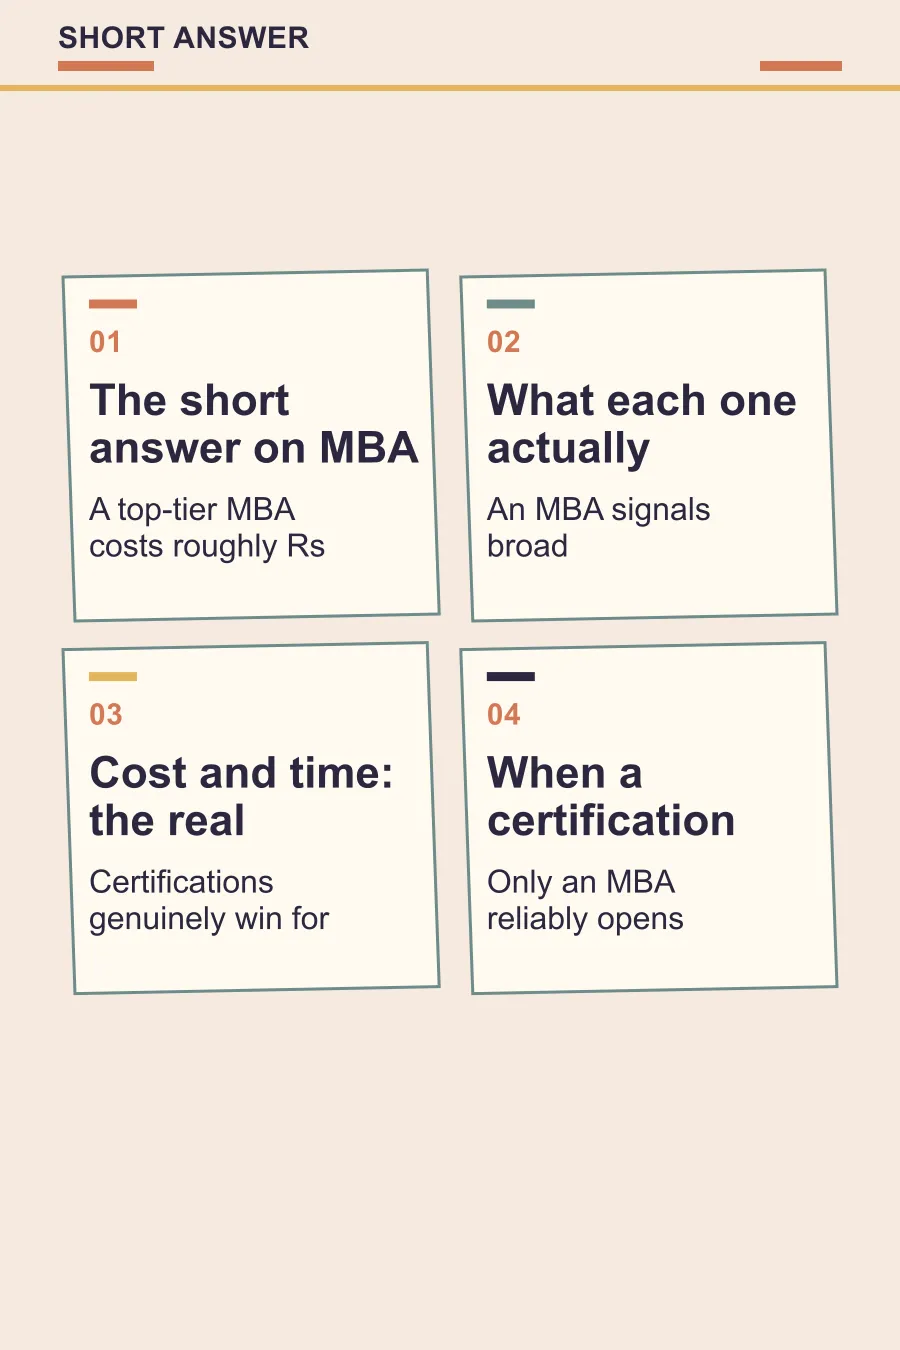 SHORT ANSWER
01
The short
answer on MBA
A top-tier MBA
costs roughly Rs
02
What each one
actually
An MBA signals
broad
03
Cost and time:
the real
Certifications
genuinely win for
04
When a
certification
Only an MBA
reliably opens